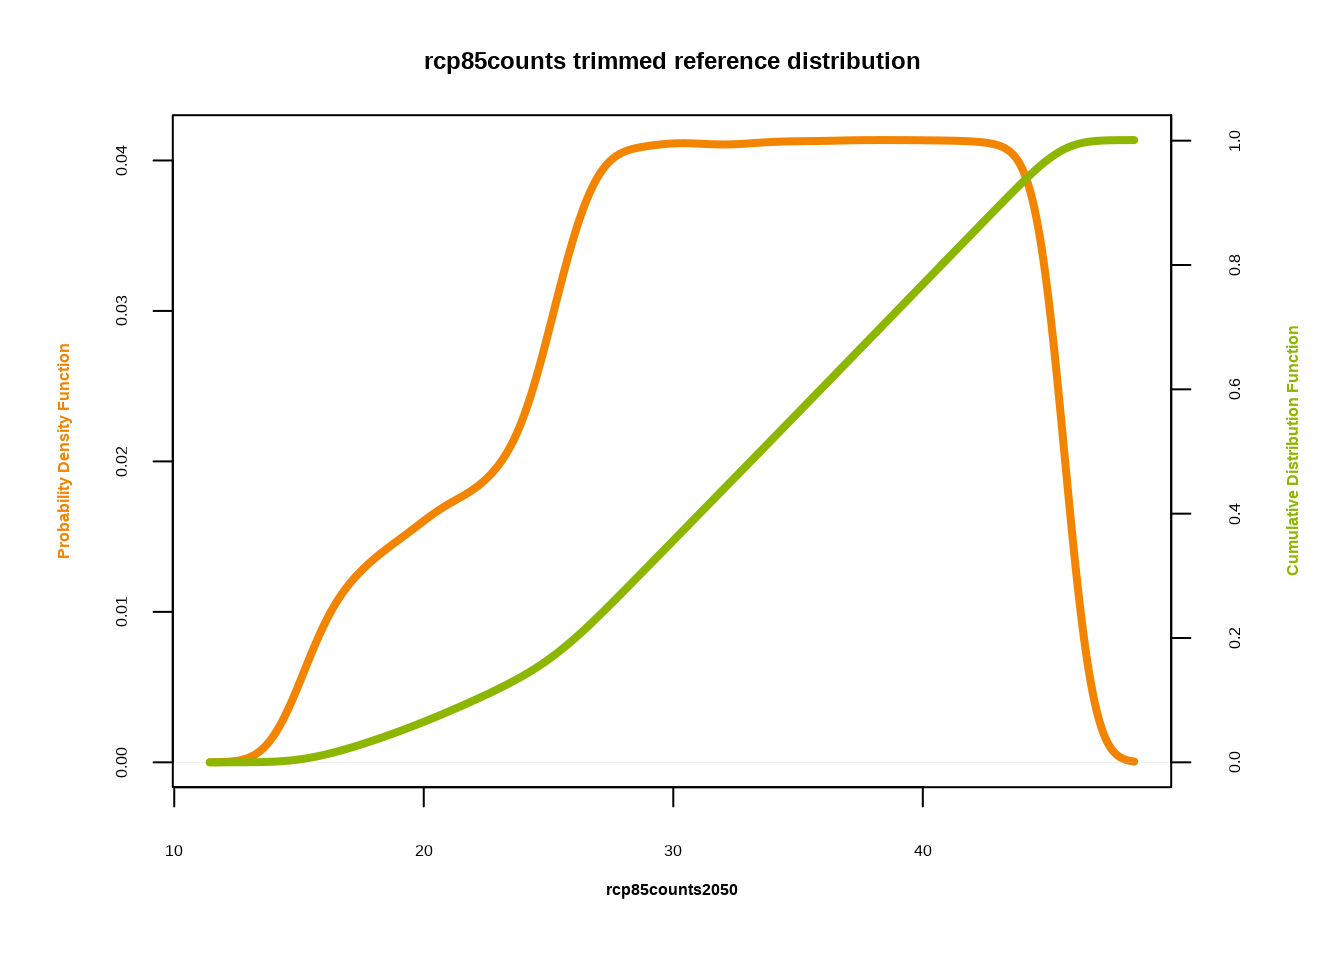 rcp85counts trimmed reference distribution
Probability Density Function
0.04
0.03
0.02
0.01
0.00
1.0
0.8
0.6
0.4
0.2
0.0
Cumulative Distribution Function
10 20 30 40
rcp85counts2050